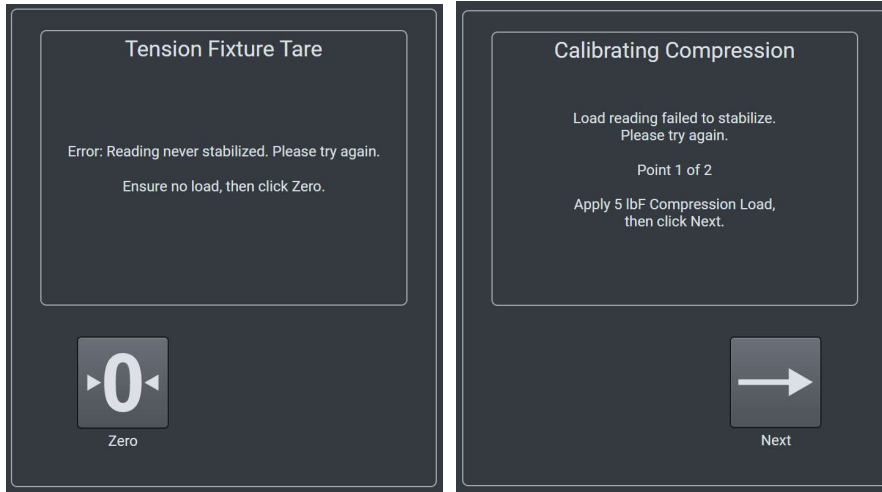 Tension Fixture Tare
Error: Reading never stabilized. Please try again.
Ensure no load, then click Zero.
0
Zero
Calibrating Compression
Load reading failed to stabilize.
Please try again.
Point 1 of 2
Apply 5 lbF Compression Load,
then click Next.
Next